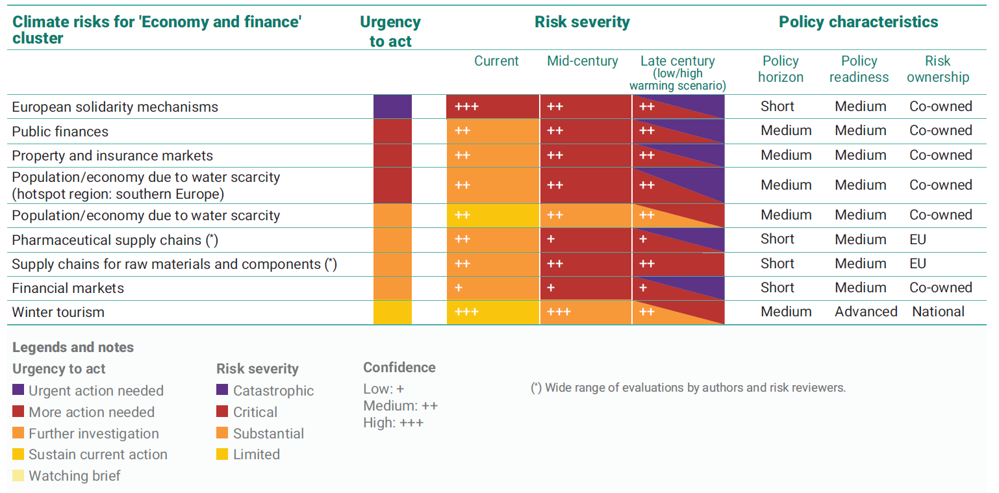 Climate risks for 'Economy and finance' cluster Urgency to act Risk severity Policy characteristics
Current Mid-century Late century (low/high warming scenario) Policy horizon Policy readiness Risk ownership
European solidarity mechanisms +++ ++ ++ Short Medium Co-owned
Public finances ++ ++ ++ Medium Medium Co-owned
Property and insurance markets ++ ++ ++ Medium Medium Co-owned
Population/economy due to water scarcity (hotspot region: southern Europe) ++ ++ ++ Medium Medium Co-owned
Population/economy due to water scarcity ++ ++ ++ Medium Medium Co-owned
Pharmaceutical supply chains (*) ++ + + Short Medium EU
Supply chains for raw materials and components (*) ++ ++ ++ Short Medium EU
Financial markets + + + Short Medium Co-owned
Winter tourism +++ +++ ++ Medium Advanced National
Legends and notes
Urgency to act
Urgent action needed
More action needed
Further investigation
Sustain current action
Watching brief
Risk severity
Catastrophic
Critical
Substantial
Limited
Confidence
Low: +
Medium: ++
High: +++
(*) Wide range of evaluations by authors and risk reviewers.